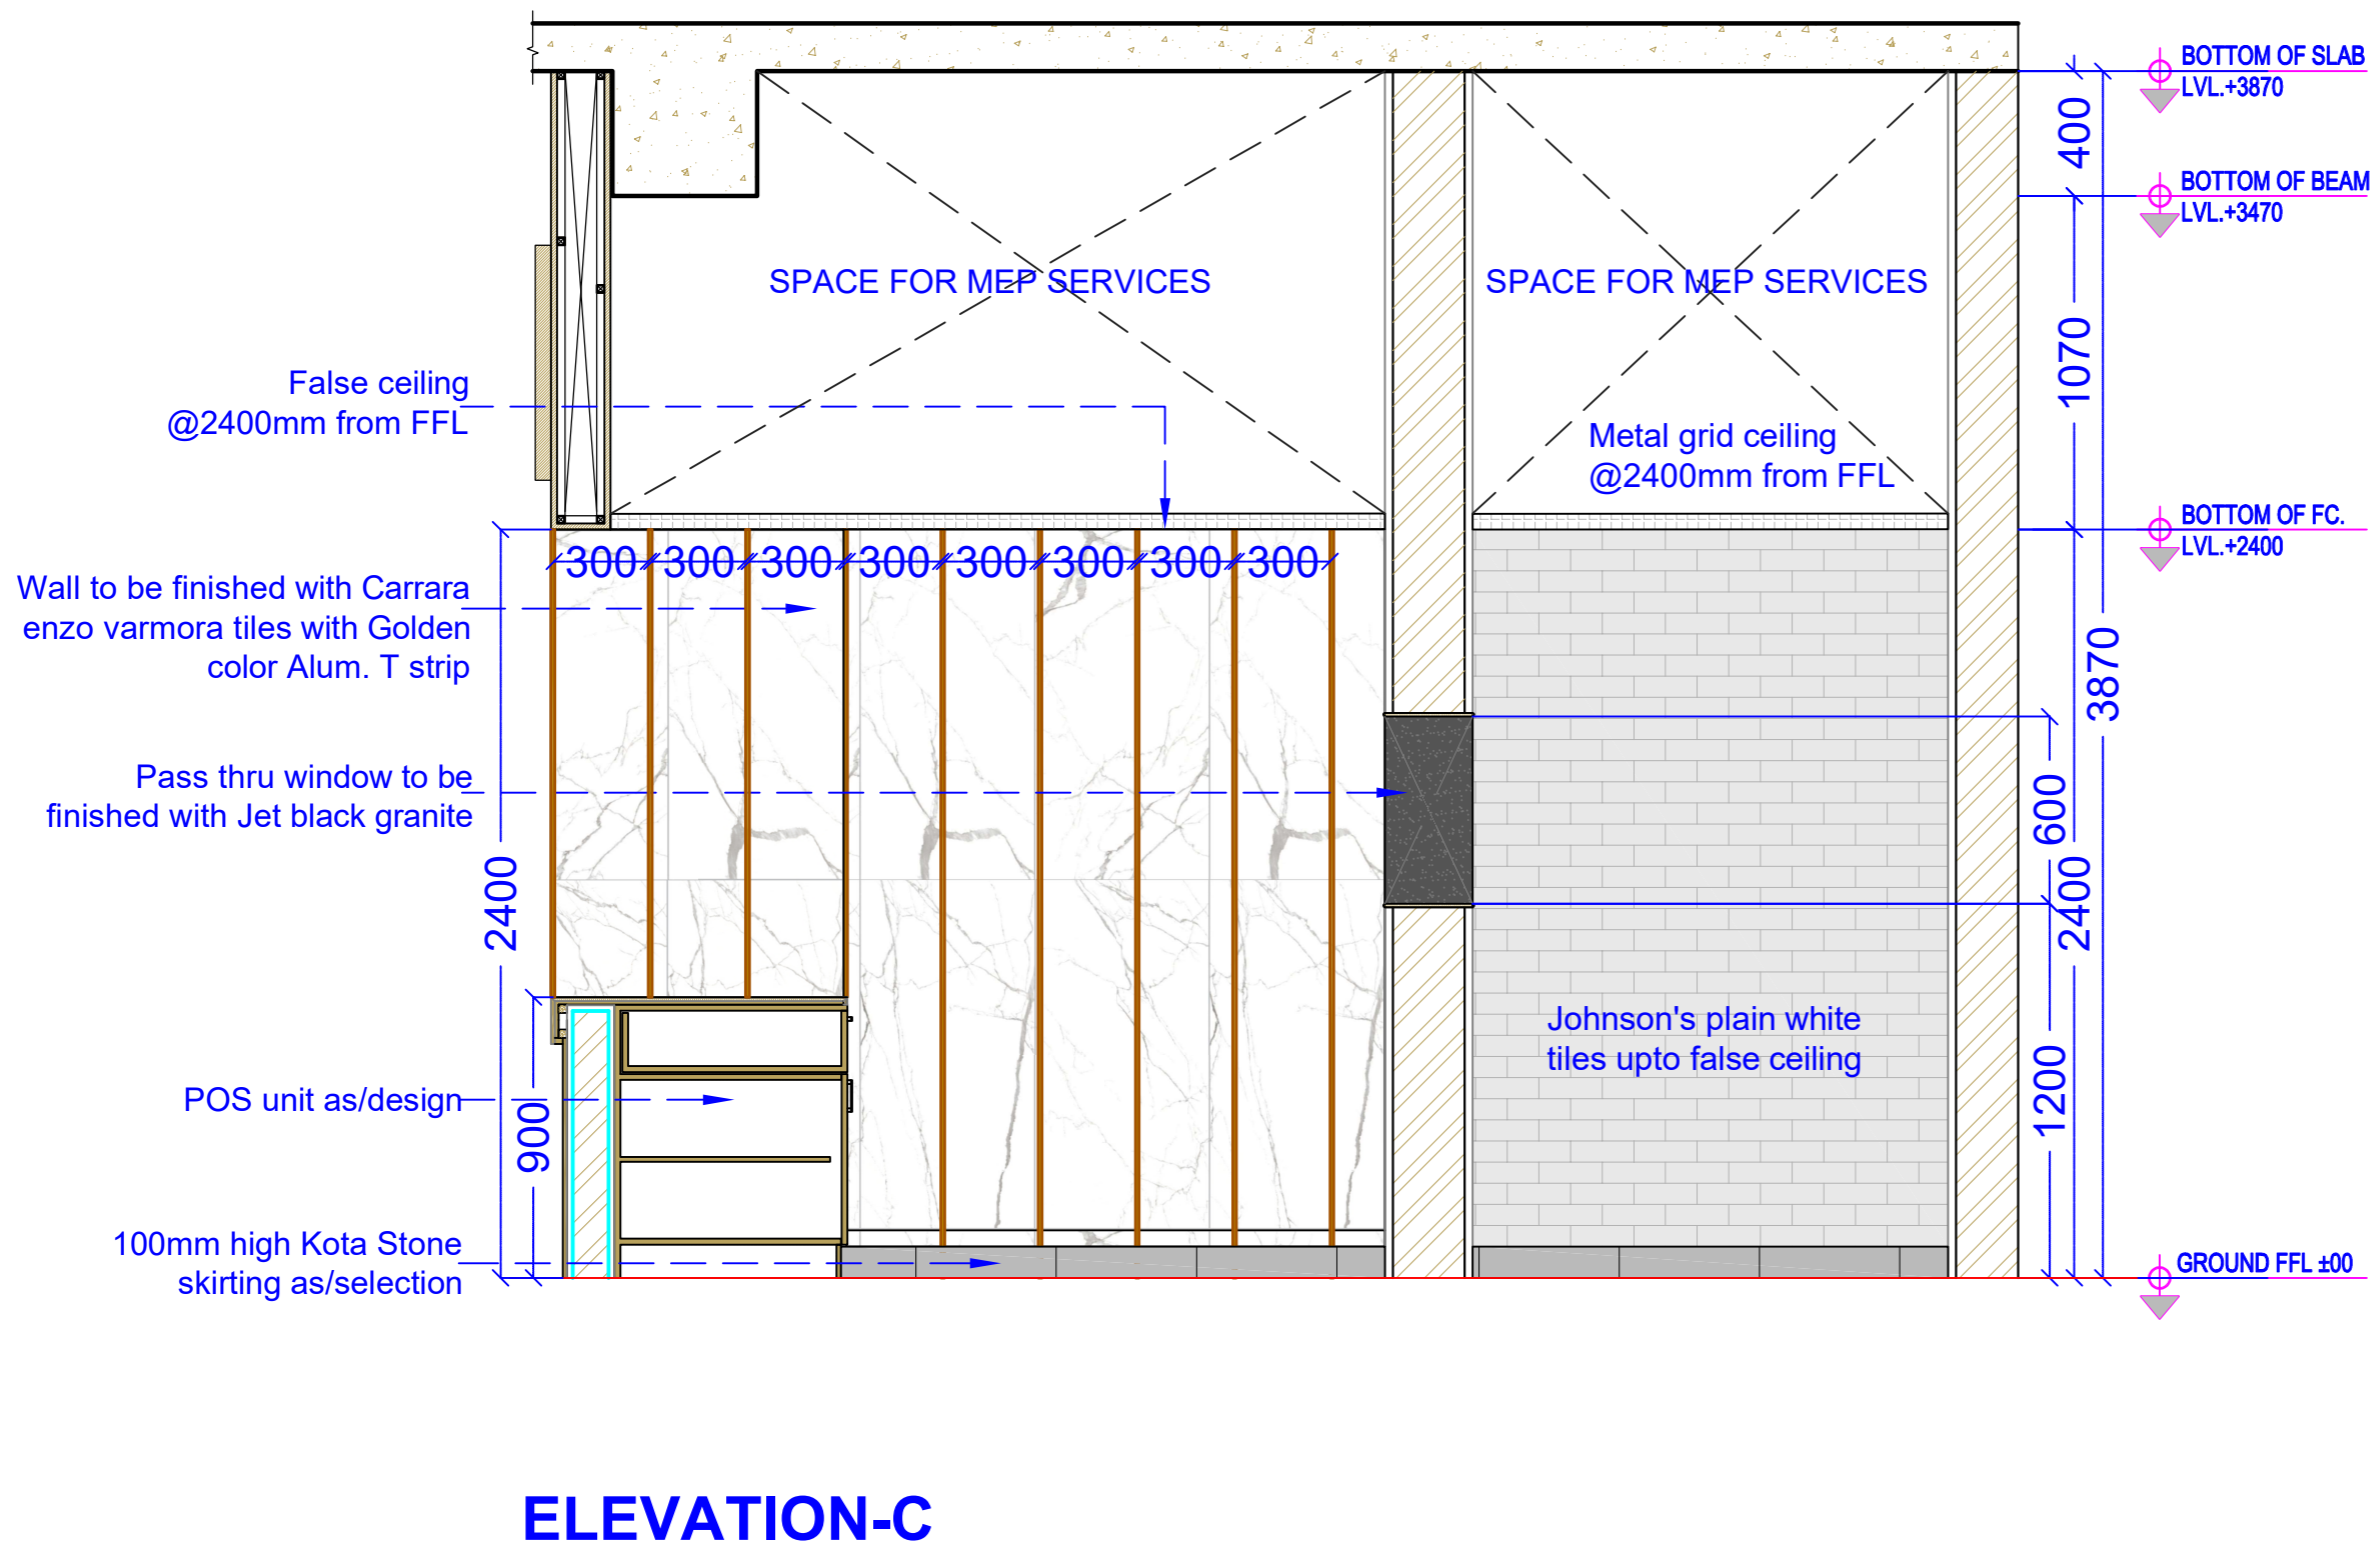 BOTTOM OF SLAB
LVL.+3870
400
BOTTOM OF BEAM
LVL.+3470
SPACE FOR MEP SERVICES
SPACE FOR MEP SERVICES
1070
False ceiling
@2400mm from FFL
Metal grid ceiling
@2400mm from FFL
BOTTOM OF FC.
LVL.+2400
300
300
300
300
300
300
300
300
Wall to be finished with Carrara
enzo varmora tiles with Golden
color Alum. T strip
3870
Pass thru window to be
finished with Jet black granite
600
2400
2400
Johnson's plain white
tiles upto false ceiling
POS unit as/design
900
1200
100mm high Kota Stone
skirting as/selection
GROUND FFL ±00
ELEVATION-C